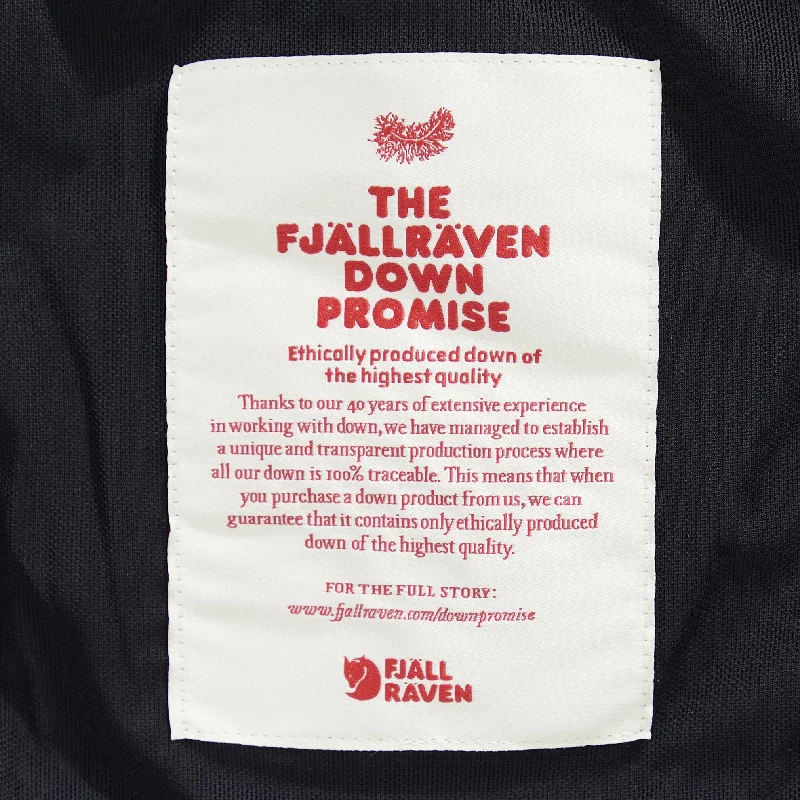 THE
FJÄLLRÄVEN
DOWN
PROMISE
Ethically produced down of
the highest quality
Thanks to our 40 years of extensive experience
in working with down, we have managed to establish
a unique and transparent production process where
all our down is 100% traceable. This means that when
you purchase a down product from us, we can
guarantee that it contains only ethically produced
down of the highest quality.
FOR THE FULL STORY:
www.fjallraven.com/downpromise
FJÄLL
RÄVEN